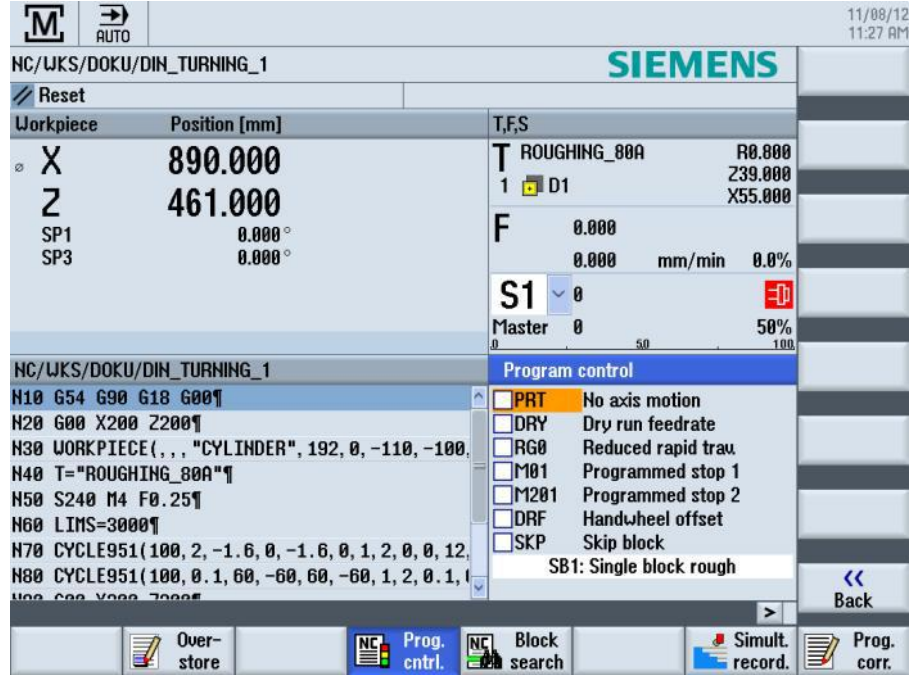 11/08/12
11:27 AM
M
AUTO
NC/WKS/DOKU/DIN_TURNING_1
SIEMENS
// Reset
Workpiece Position [mm]
T,F,S
⌀ X 890.000
Z 461.000
SP1 0.000°
SP3 0.000°
T ROUGHING_80A R0.800
1 D1 Z39.000
X55.000
F 0.000
0.000 mm/min 0.0%
S1 0
Master 0 50%
0 50 100
NC/WKS/DOKU/DIN_TURNING_1
N10 G54 G90 G18 G00¶
N20 G00 X200 Z200¶
N30 WORKPIECE(,,,"CYLINDER",192,0,-110,-100,
N40 T="ROUGHING_80A"¶
N50 S240 M4 F0.25¶
N60 LIMS=3000¶
N70 CYCLE951(100,2,-1.6,0,-1.6,0,1,2,0,0,12,
N80 CYCLE951(100,0.1,60,-60,60,-60,1,2,0.1,
Program control
PRT No axis motion
DRY Dry run feedrate
RG0 Reduced rapid trav.
M01 Programmed stop 1
M201 Programmed stop 2
DRF Handwheel offset
SKP Skip block
SB1: Single block rough
<<
Back
>
Over-
store
NC Prog.
cntrl.
NC Block
search
Simult.
record.
Prog.
corr.